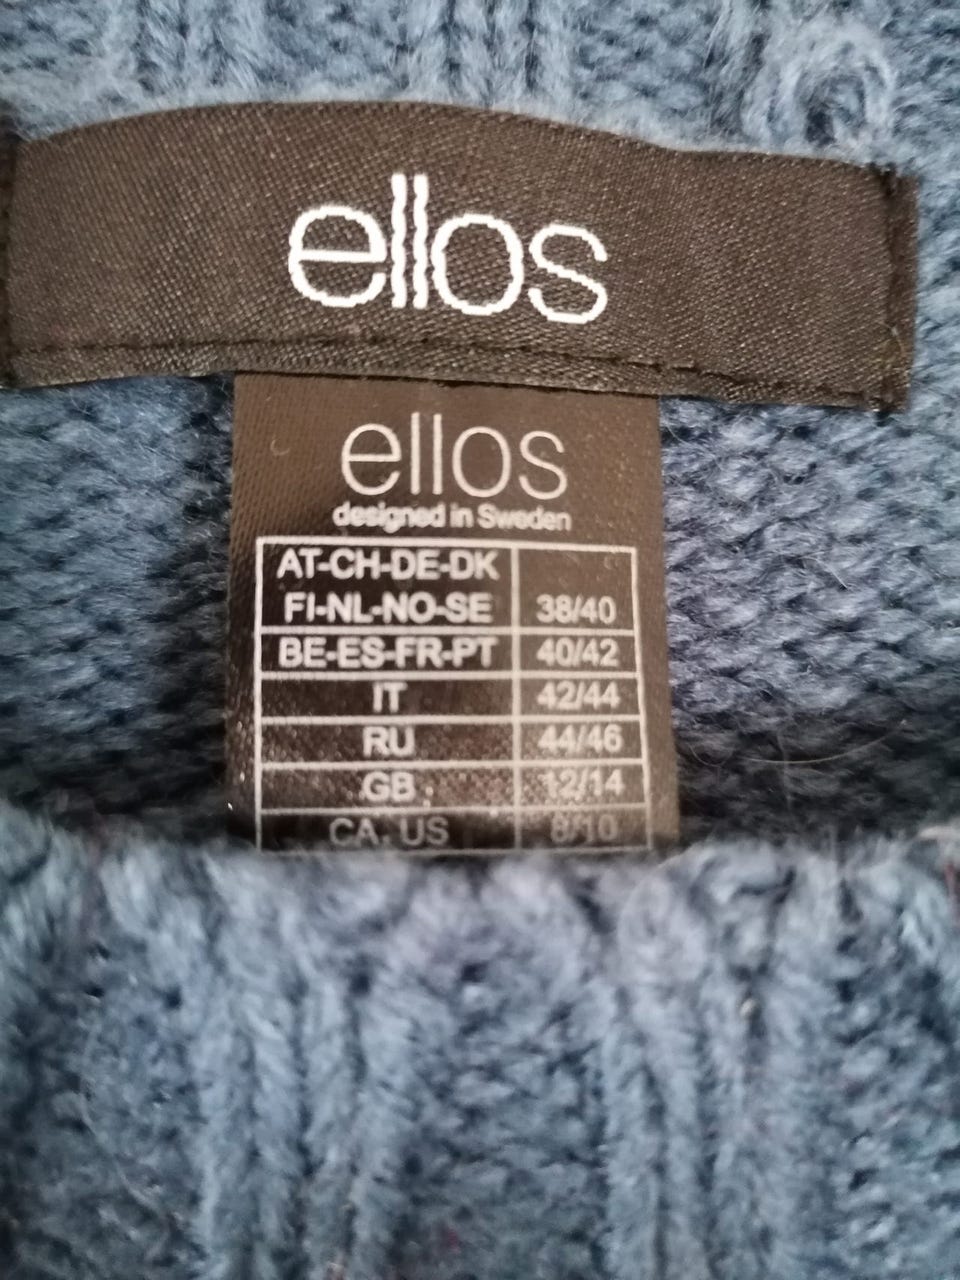 ellos
ellos
designed in Sweden
AT-CH-DE-DK
FI-NL-NO-SE 38/40
BE-ES-FR-PT 40/42
IT 42/44
RU 44/46
GB 12/14
CA. US 8/10